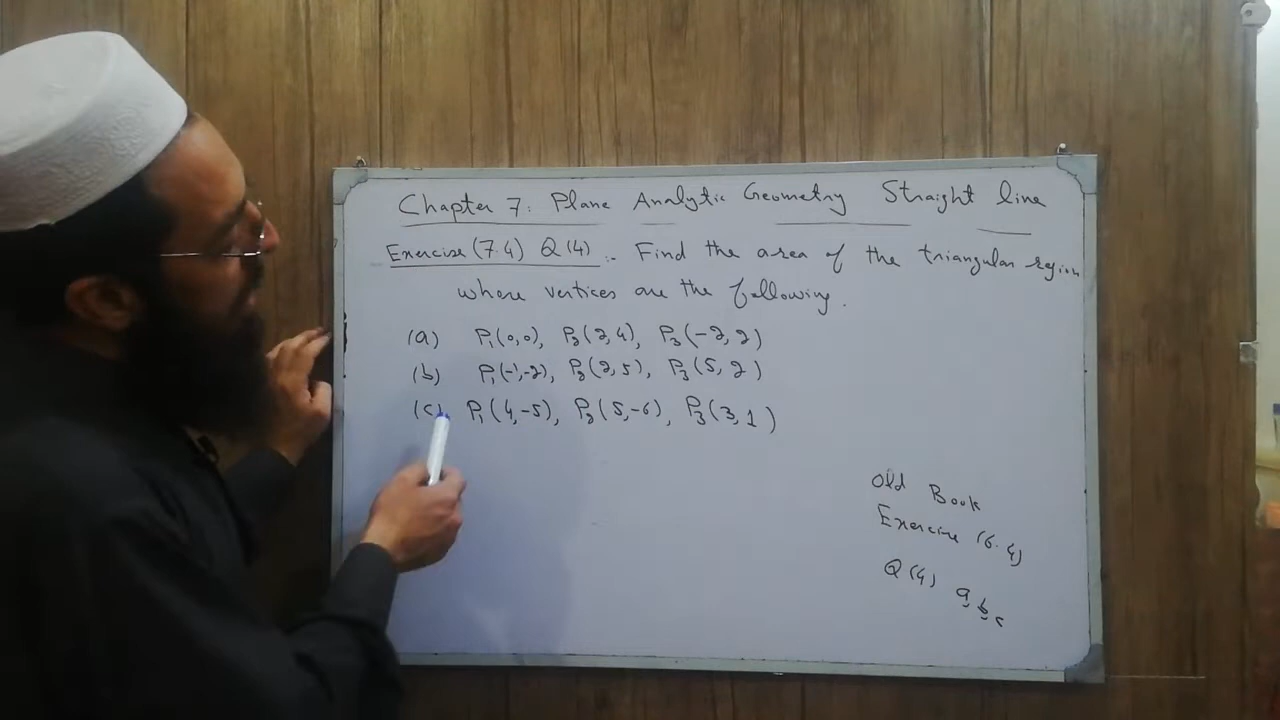 Chapter 7: Plane Analytic Geometry Straight line
Exercise (7.4) Q (4) :- Find the area of the triangular region
whose vertices are the following.
(a) P₁(0,0), P₂(2,4), P₃(-2,2)
(b) P₁(-1,-2), P₂(2,5), P₃(5,2)
(c) P₁(4,-5), P₂(5,-6), P₃(3,1)
Old Book
Exercise (6.4)
Q (4) a, b, c